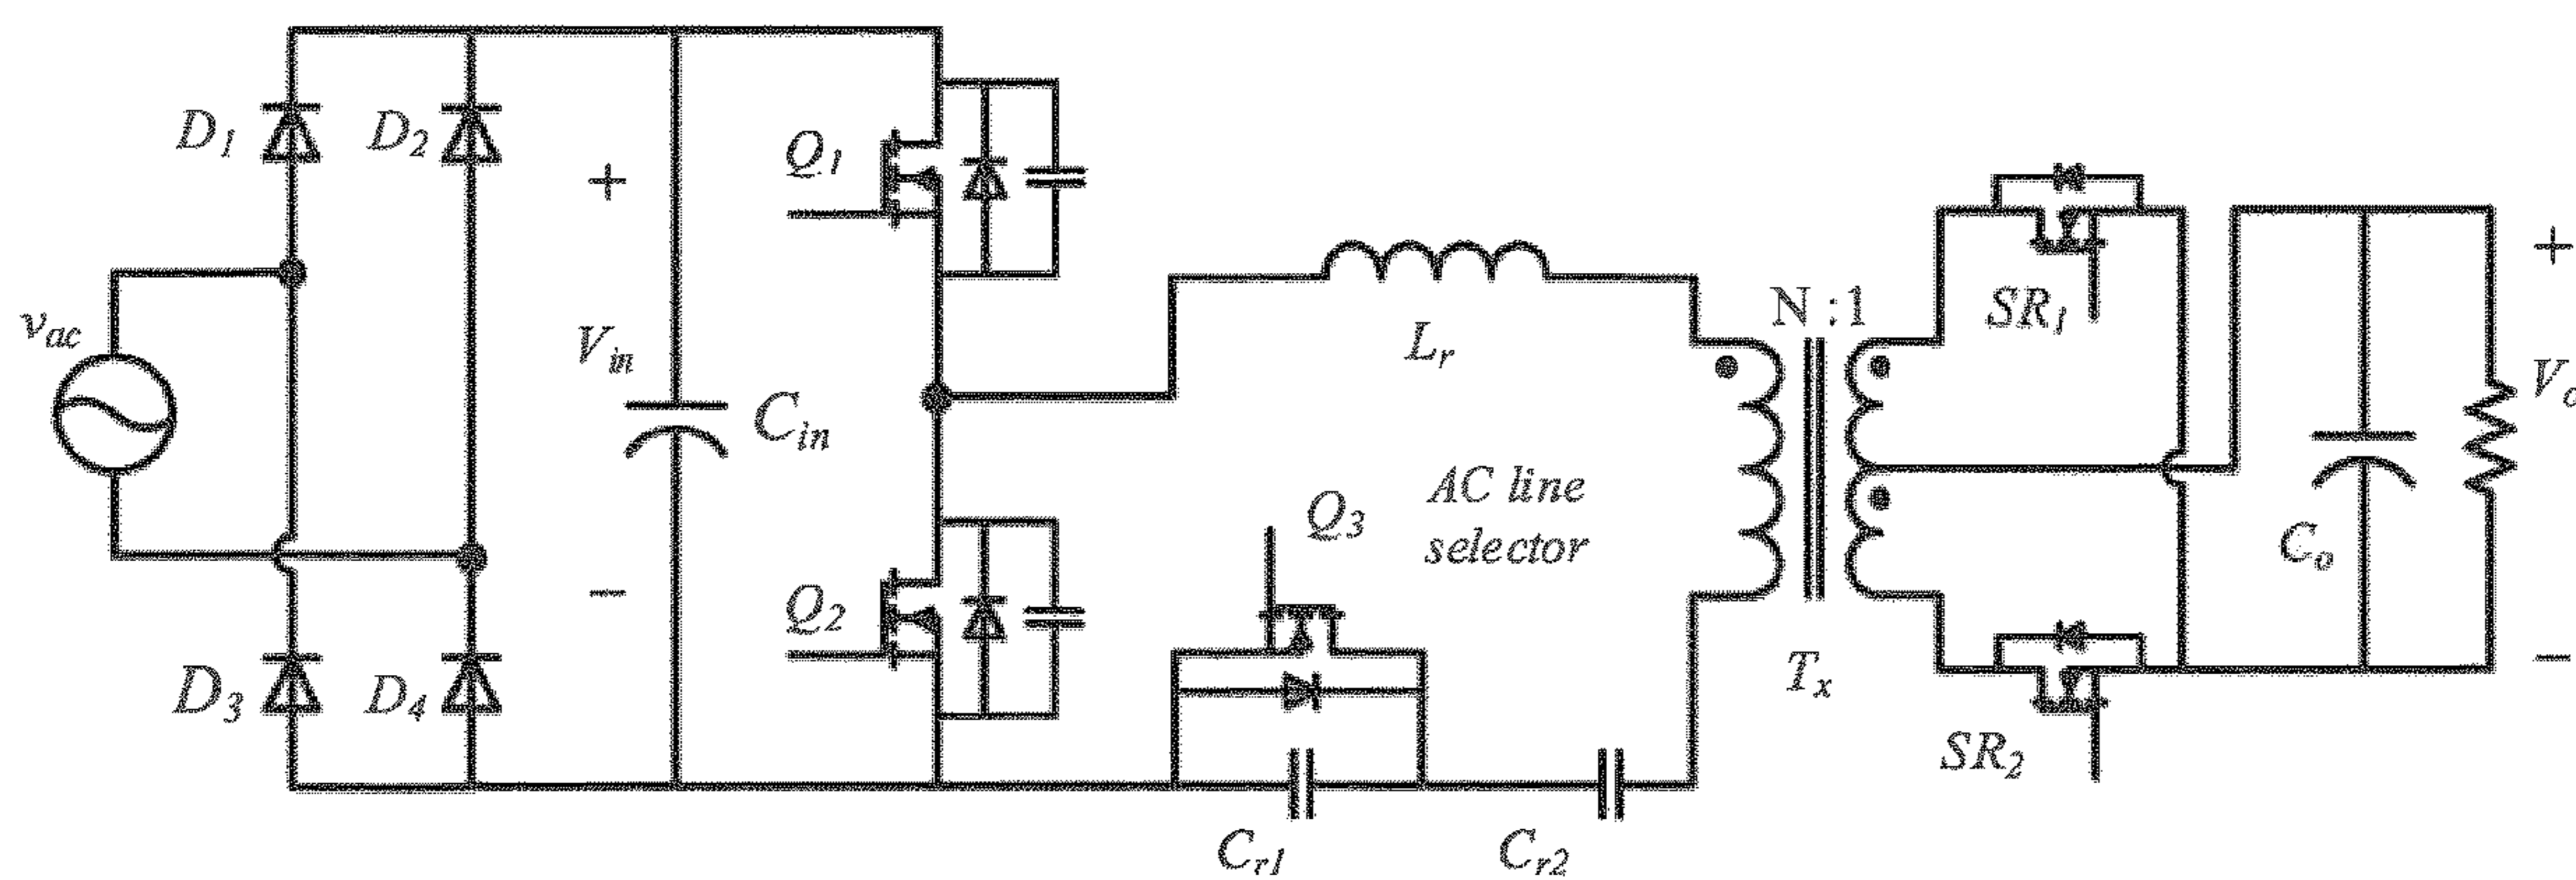 D1
D2
Q1
+
SR1
+
vac
Vin
Cin
Lr
N :1
Vo
AC line
selector
Q3
Co
−
Q2
Tx
D3
D4
SR2
−
Cr1
Cr2